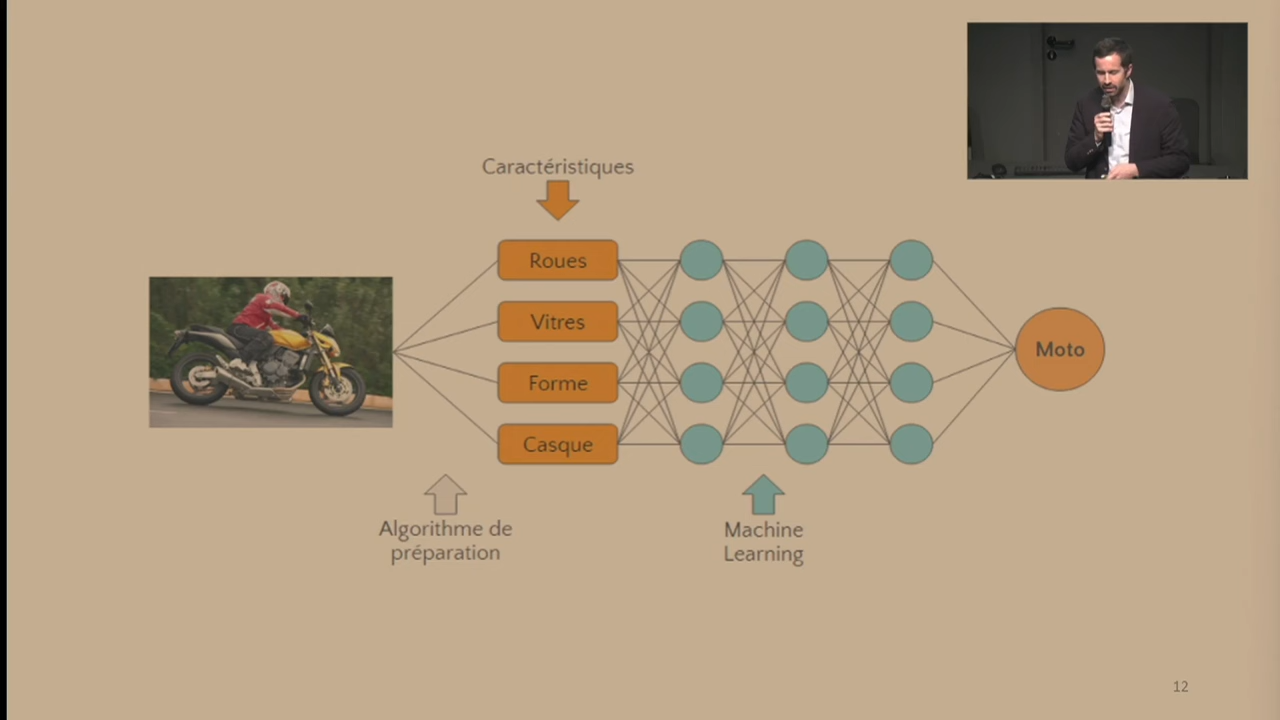 Caractéristiques
Roues
Vitres
Forme
Casque
Moto
Algorithme de
préparation
Machine
Learning
12